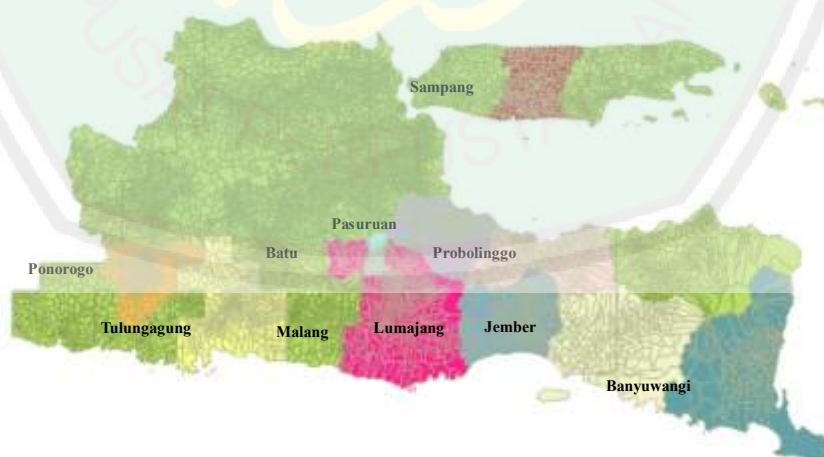 Sampang
Pasuruan
Batu
Probolinggo
Ponorogo
Tulungagung
Malang
Lumajang
Jember
Banyuwangi